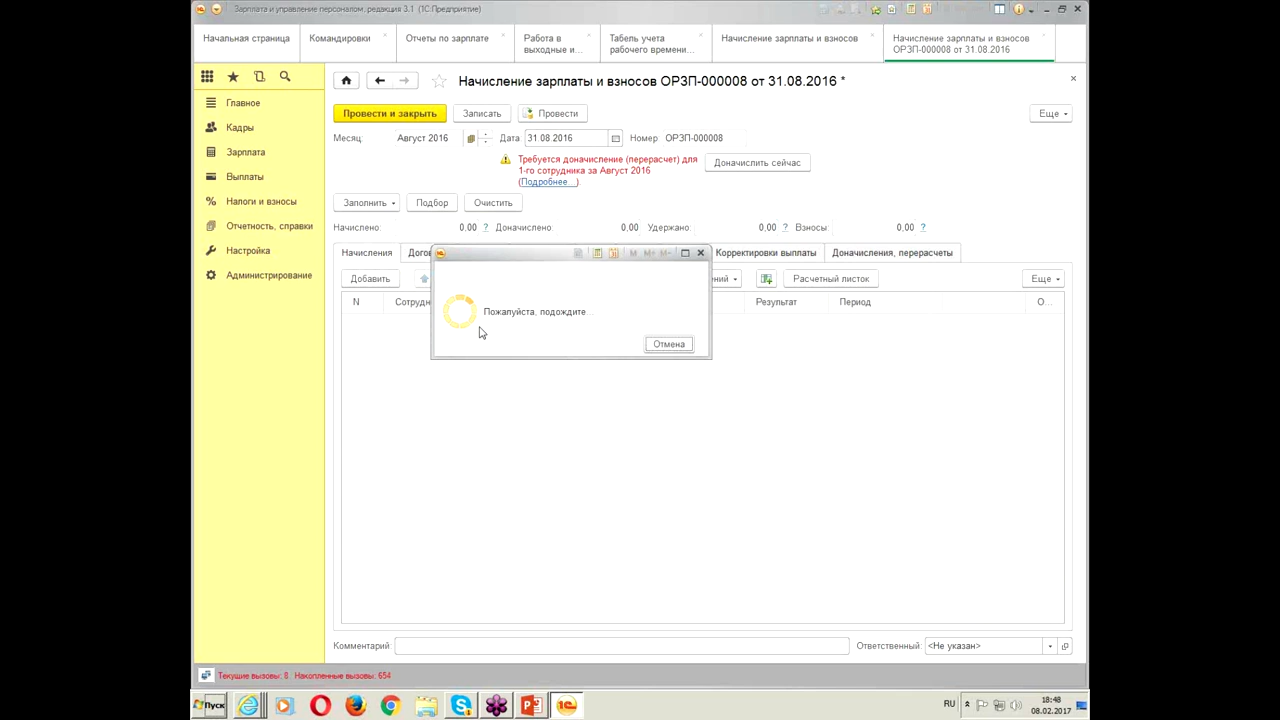 Зарплата и управление персоналом, редакция 3.1 (1С:Предприятие)
Начальная страница
Командировки
Отчеты по зарплате
Работа в
выходные и...
Табель учета
рабочего времени...
Начисление зарплаты и взносов
Начисление зарплаты и взносов
ОРЗП-000008 от 31.08.2016
Главное
Кадры
Зарплата
Выплаты
Налоги и взносы
Отчетность, справки
Настройка
Администрирование
Начисление зарплаты и взносов ОРЗП-000008 от 31.08.2016 *
Провести и закрыть
Записать
Провести
Еще
Месяц:
Август 2016
Дата
31.08.2016
Номер
ОРЗП-000008
Требуется доначисление (перерасчет) для
1-го сотрудника за Август 2016
(Подробнее...).
Доначислить сейчас
Заполнить
Подбор
Очистить
Начислено:
0,00
?
Доначислено:
0,00
Удержано:
0,00
?
Взносы:
0,00
?
Начисления
Догов
Корректировки выплаты
Доначисления, перерасчеты
M M+ M-
Добавить
ений
Расчетный листок
Еще
N
Сотрудн
Результат
Период
О...
Пожалуйста, подождите...
Отмена
Комментарий:
Ответственный:
<Не указан>
Текущие вызовы: 8. Накопленные вызовы: 654
Пуск
RU
18:48
08.02.2017